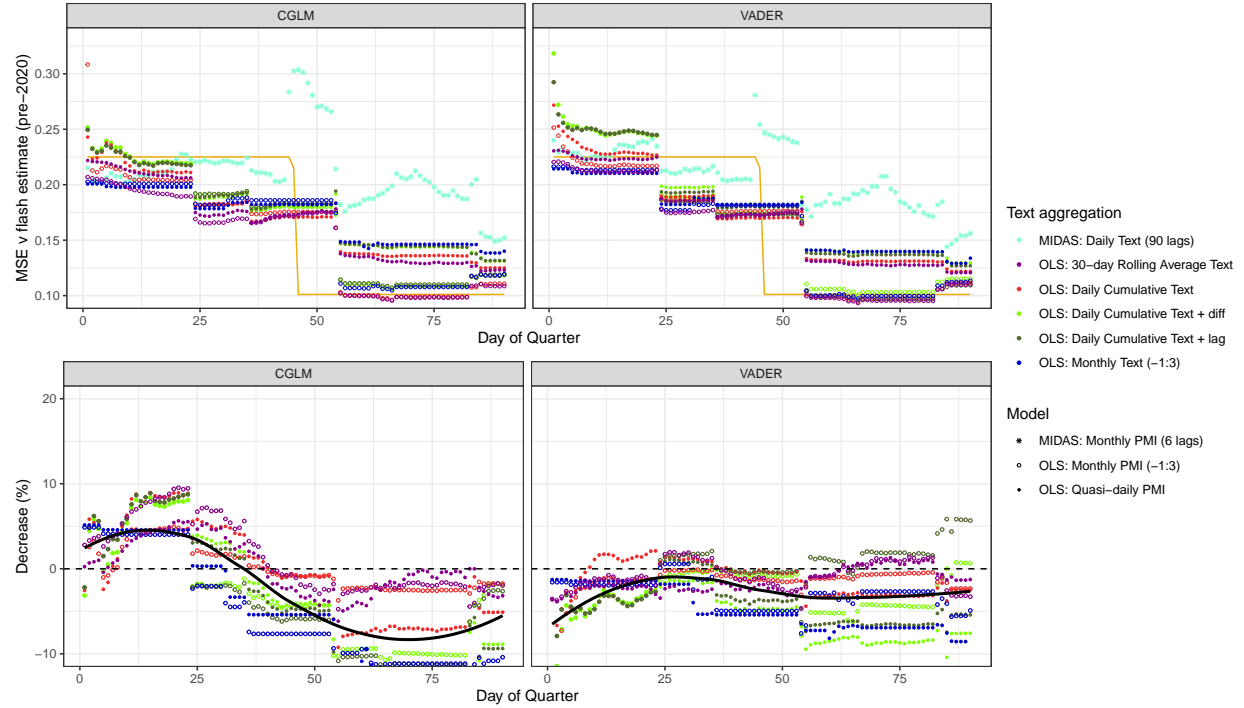 CGLM
VADER
MSE v flash estimate (pre−2020)
0.30
0.25
0.20
0.15
0.10
0
25
50
75
0
25
50
75
Day of Quarter
CGLM
VADER
Decrease (%)
20
10
0
−10
0
25
50
75
0
25
50
75
Day of Quarter
Text aggregation
MIDAS: Daily Text (90 lags)
OLS: 30−day Rolling Average Text
OLS: Daily Cumulative Text
OLS: Daily Cumulative Text + diff
OLS: Daily Cumulative Text + lag
OLS: Monthly Text (−1:3)
Model
MIDAS: Monthly PMI (6 lags)
OLS: Monthly PMI (−1:3)
OLS: Quasi−daily PMI